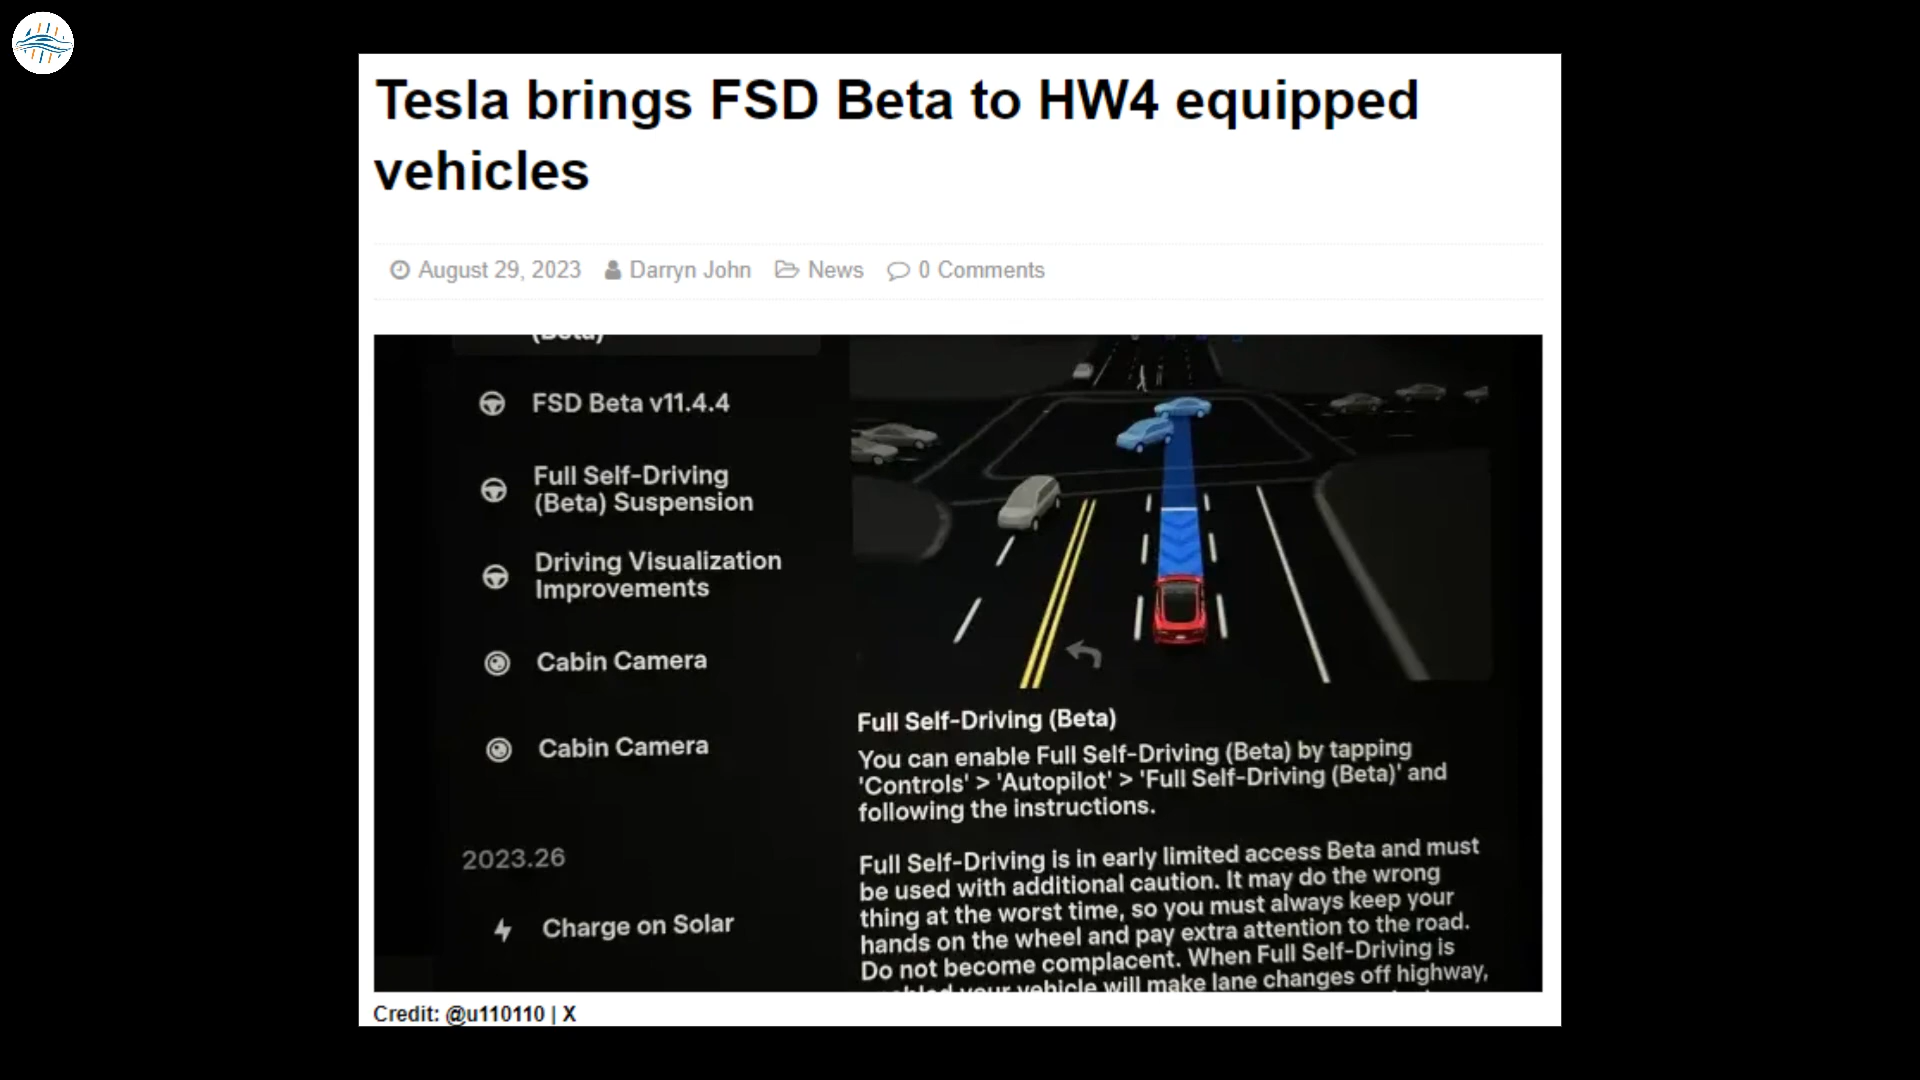 Tesla brings FSD Beta to HW4 equipped
vehicles
August 29, 2023 Darryn John News 0 Comments
(Beta)
FSD Beta v11.4.4
Full Self-Driving
(Beta) Suspension
Driving Visualization
Improvements
Cabin Camera
Cabin Camera
2023.26
Charge on Solar
Full Self-Driving (Beta)
You can enable Full Self-Driving (Beta) by tapping
'Controls' > 'Autopilot' > 'Full Self-Driving (Beta)' and
following the instructions.
Full Self-Driving is in early limited access Beta and must
be used with additional caution. It may do the wrong
thing at the worst time, so you must always keep your
hands on the wheel and pay extra attention to the road.
Do not become complacent. When Full Self-Driving is
enabled your vehicle will make lane changes off highway,
Credit: @u110110 | X